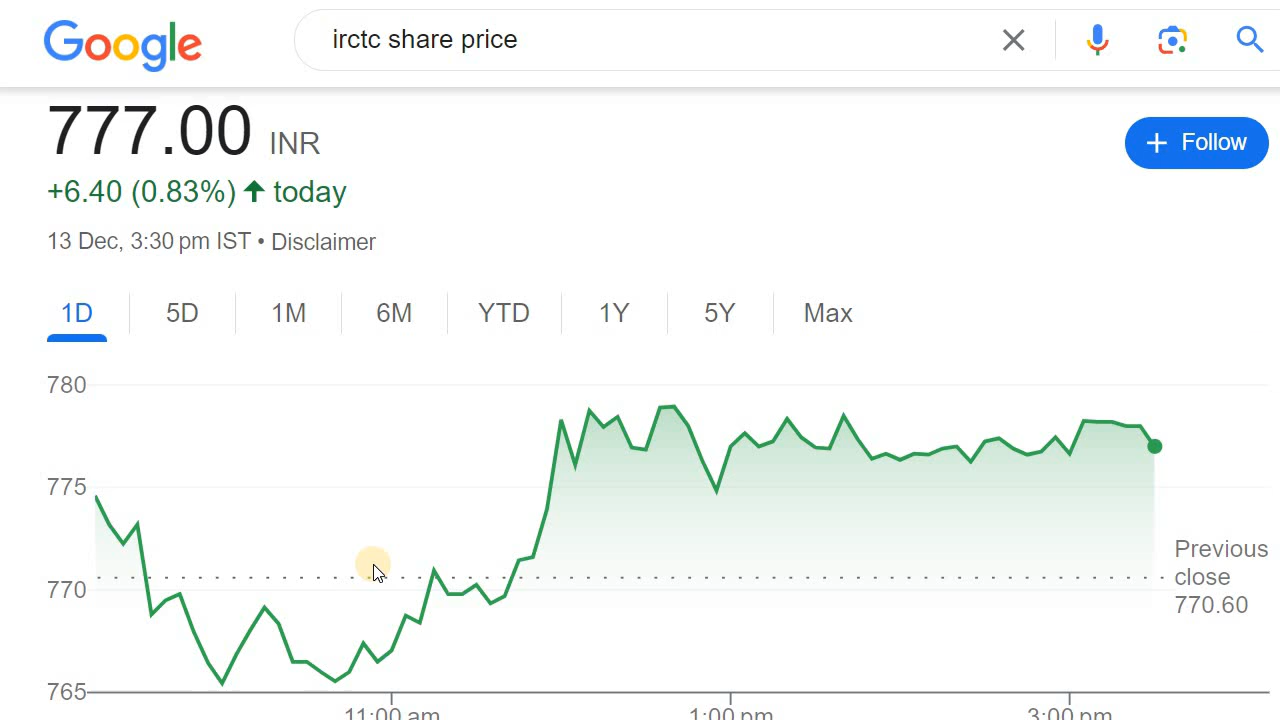 Google
irctc share price
777.00 INR
+ Follow
+6.40 (0.83%) ↑ today
13 Dec, 3:30 pm IST • Disclaimer
1D 5D 1M 6M YTD 1Y 5Y Max
780
775
770
765
Previous
close
770.60
11:00 am 1:00 pm 3:00 pm